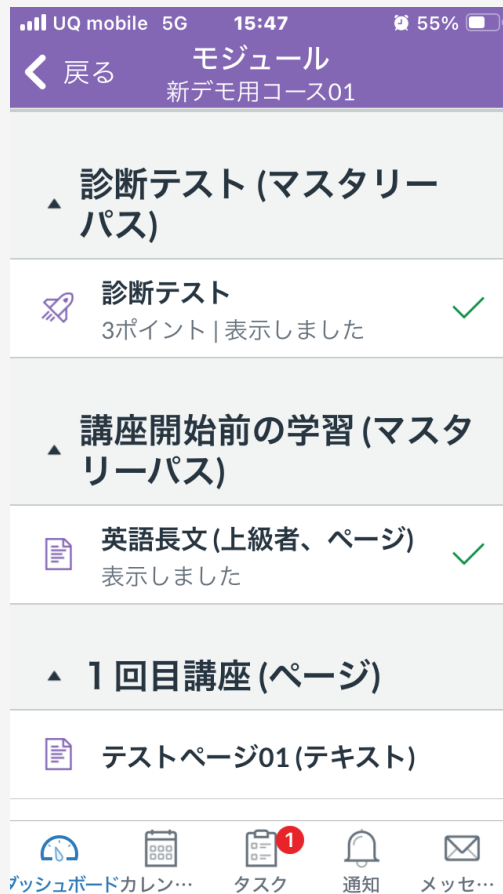 UQ mobile 5G 15:47 55%
戻る
モジュール
新デモ用コース01
診断テスト (マスタリー
パス)
診断テスト
3ポイント | 表示しました
講座開始前の学習 (マスタ
リーパス)
英語長文 (上級者、ページ)
表示しました
1回目講座 (ページ)
テストページ01 (テキスト)
1
ダッシュボード カレン… タスク 通知 メッセ…